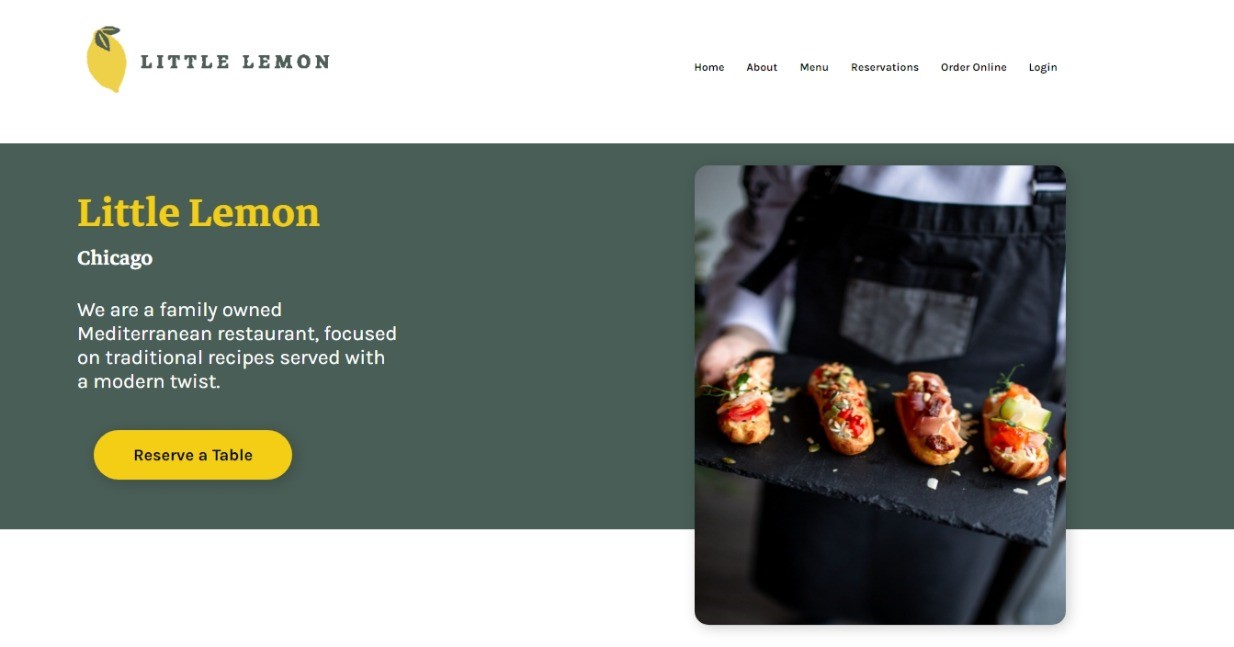 LITTLE LEMON
Home About Menu Reservations Order Online Login
Little Lemon
Chicago
We are a family owned
Mediterranean restaurant, focused
on traditional recipes served with
a modern twist.
Reserve a Table